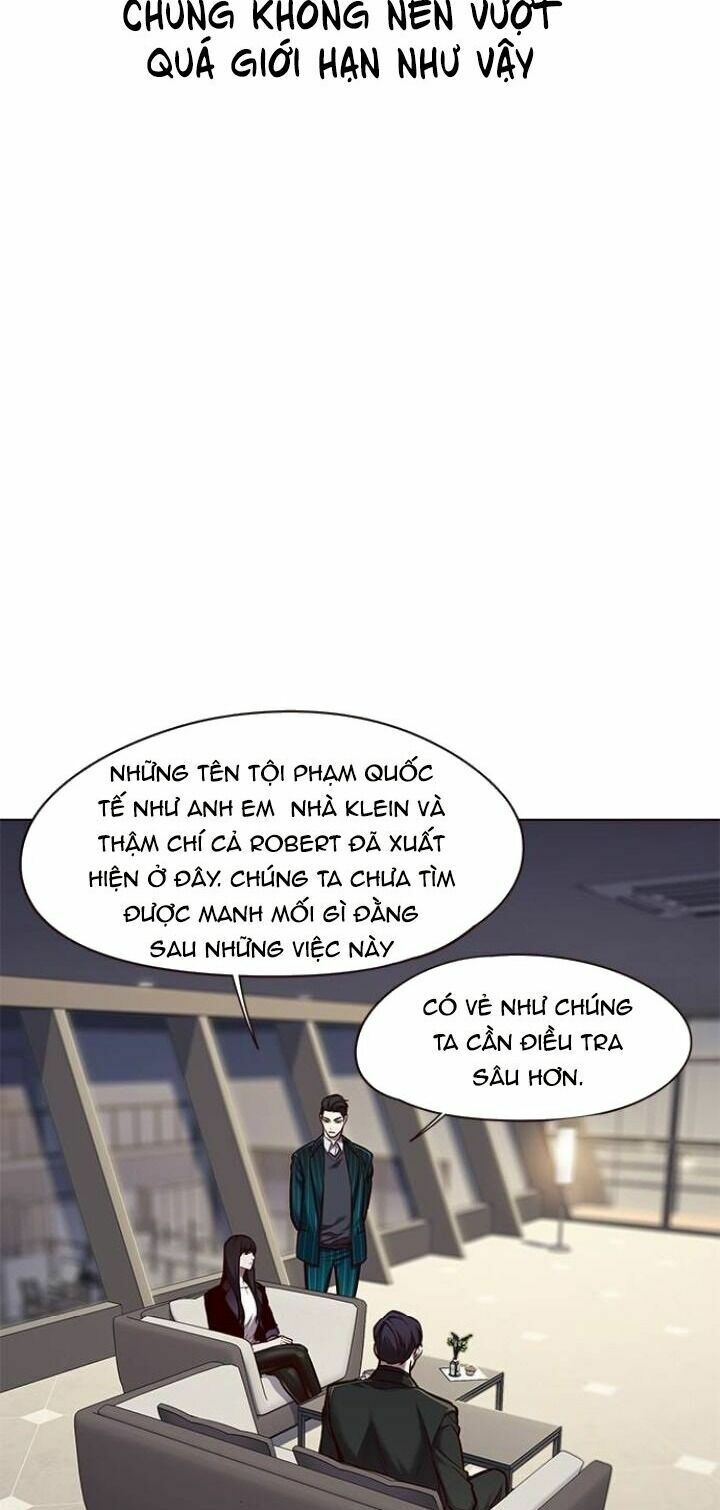 CHÚNG KHÔNG NÊN VƯỢT
QUÁ GIỚI HẠN NHƯ VẬY
NHỮNG TÊN TỘI PHẠM QUỐC
TẾ NHƯ ANH EM NHÀ KLEIN VÀ
THẬM CHÍ CẢ ROBERT ĐÃ XUẤT
HIỆN Ở ĐÂY. CHÚNG TA CHƯA TÌM
ĐƯỢC MANH MỐI GÌ ĐẰNG
SAU NHỮNG VIỆC NÀY
CÓ VẺ NHƯ CHÚNG
TA CẦN ĐIỀU TRA
SÂU HƠN.